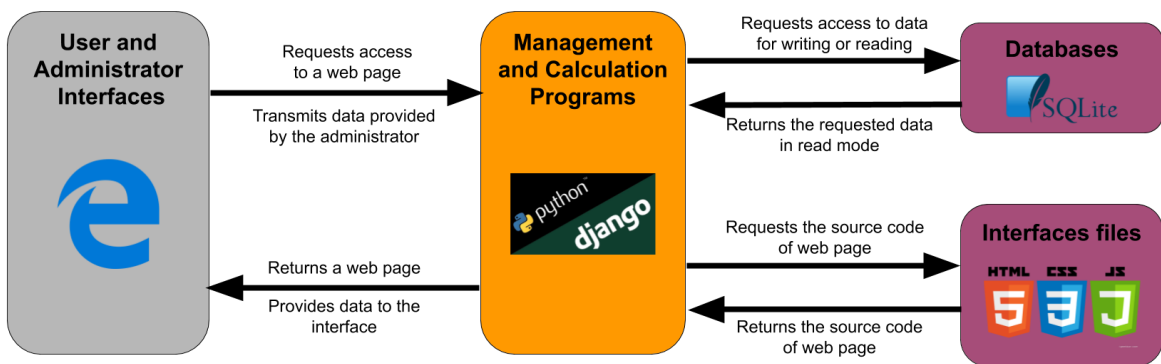 User and
Administrator
Interfaces
Requests access
to a web page
Transmits data provided
by the administrator
Returns a web page
Provides data to the
interface
Management
and Calculation
Programs
python™
django
Requests access to data
for writing or reading
Returns the requested data
in read mode
Databases
SQLite
Requests the source code
of web page
Returns the source code
of web page
Interfaces files
HTML CSS JS